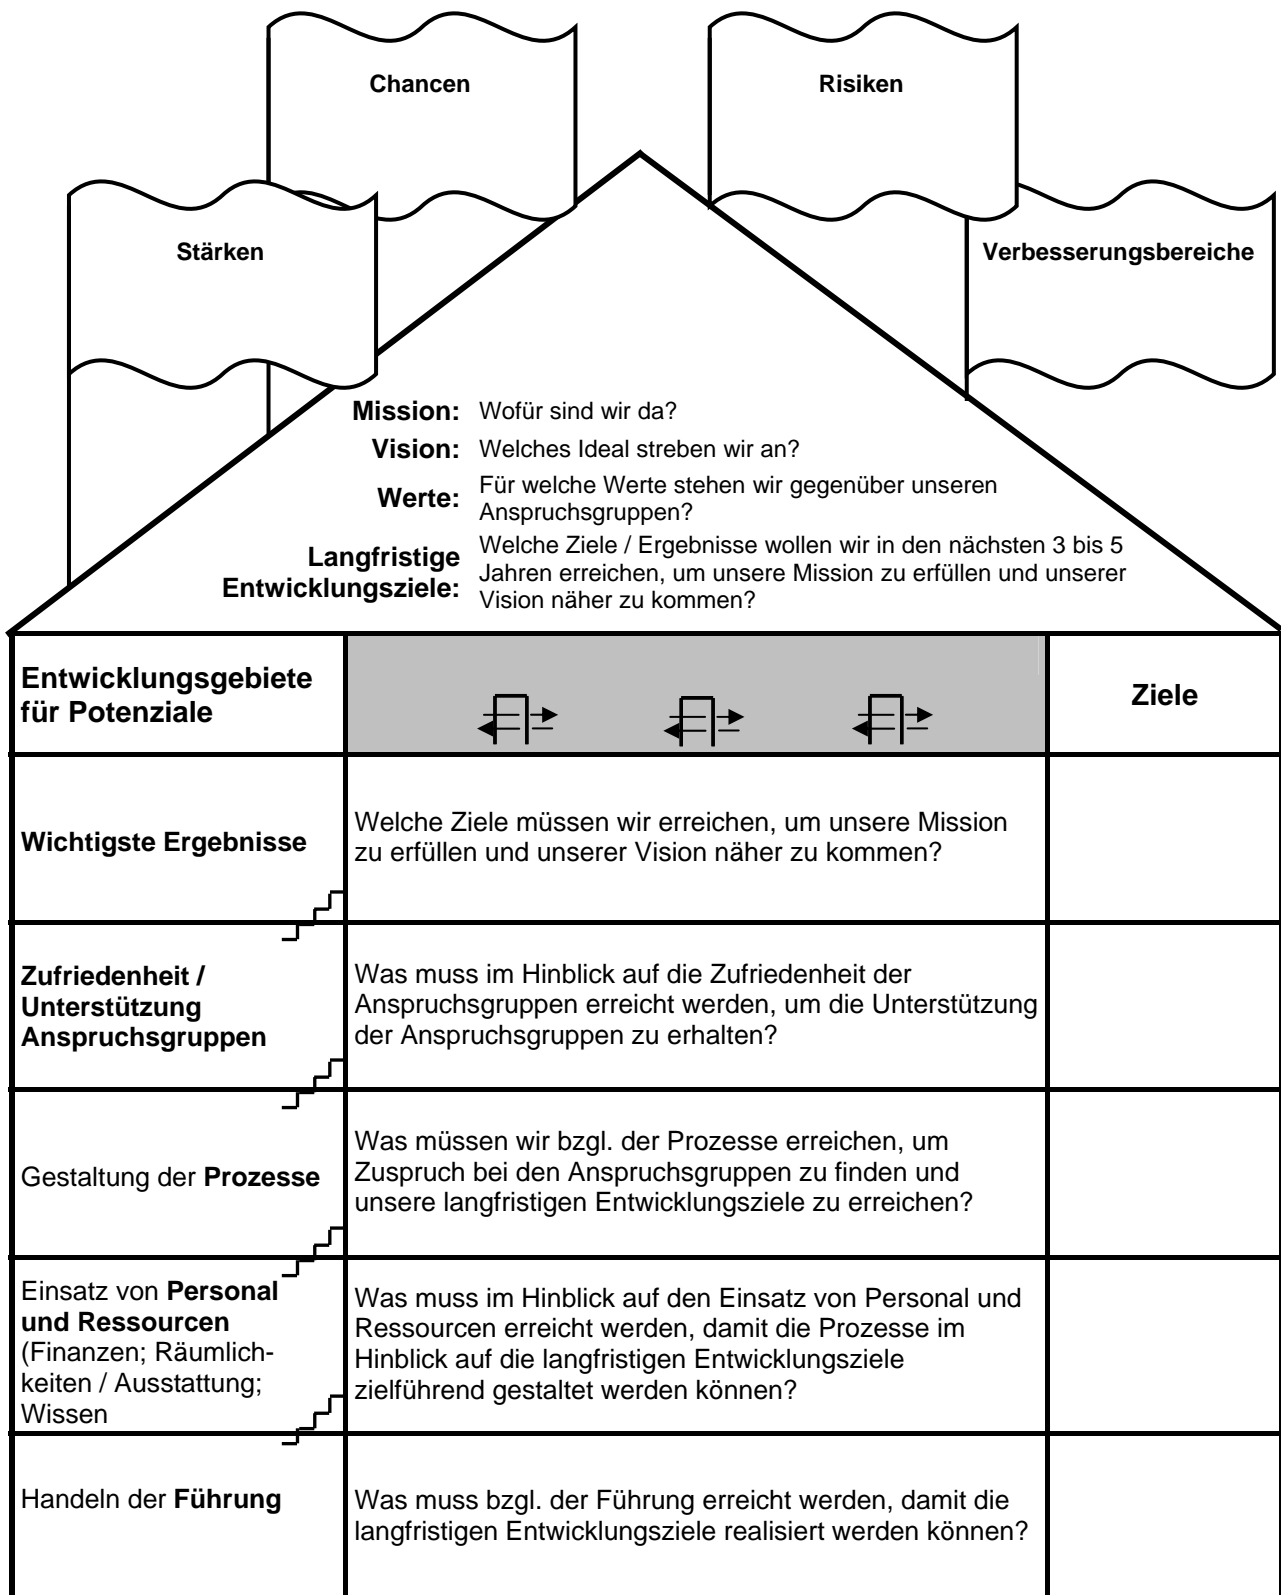 Chancen
Risiken
Stärken
Verbesserungsbereiche
Mission: Wofür sind wir da?
Vision: Welches Ideal streben wir an?
Werte: Für welche Werte stehen wir gegenüber unseren
Anspruchsgruppen?
Langfristige
Entwicklungsziele:
Welche Ziele / Ergebnisse wollen wir in den nächsten 3 bis 5
Jahren erreichen, um unsere Mission zu erfüllen und unserer
Vision näher zu kommen?
Entwicklungsgebiete
für Potenziale
Ziele
Wichtigste Ergebnisse
Welche Ziele müssen wir erreichen, um unsere Mission
zu erfüllen und unserer Vision näher zu kommen?
Zufriedenheit /
Unterstützung
Anspruchsgruppen
Was muss im Hinblick auf die Zufriedenheit der
Anspruchsgruppen erreicht werden, um die Unterstützung
der Anspruchsgruppen zu erhalten?
Gestaltung der Prozesse
Was müssen wir bzgl. der Prozesse erreichen, um
Zuspruch bei den Anspruchsgruppen zu finden und
unsere langfristigen Entwicklungsziele zu erreichen?
Einsatz von Personal
und Ressourcen
(Finanzen; Räumlich-
keiten / Ausstattung;
Wissen
Was muss im Hinblick auf den Einsatz von Personal und
Ressourcen erreicht werden, damit die Prozesse im
Hinblick auf die langfristigen Entwicklungsziele
zielführend gestaltet werden können?
Handeln der Führung
Was muss bzgl. der Führung erreicht werden, damit die
langfristigen Entwicklungsziele realisiert werden können?